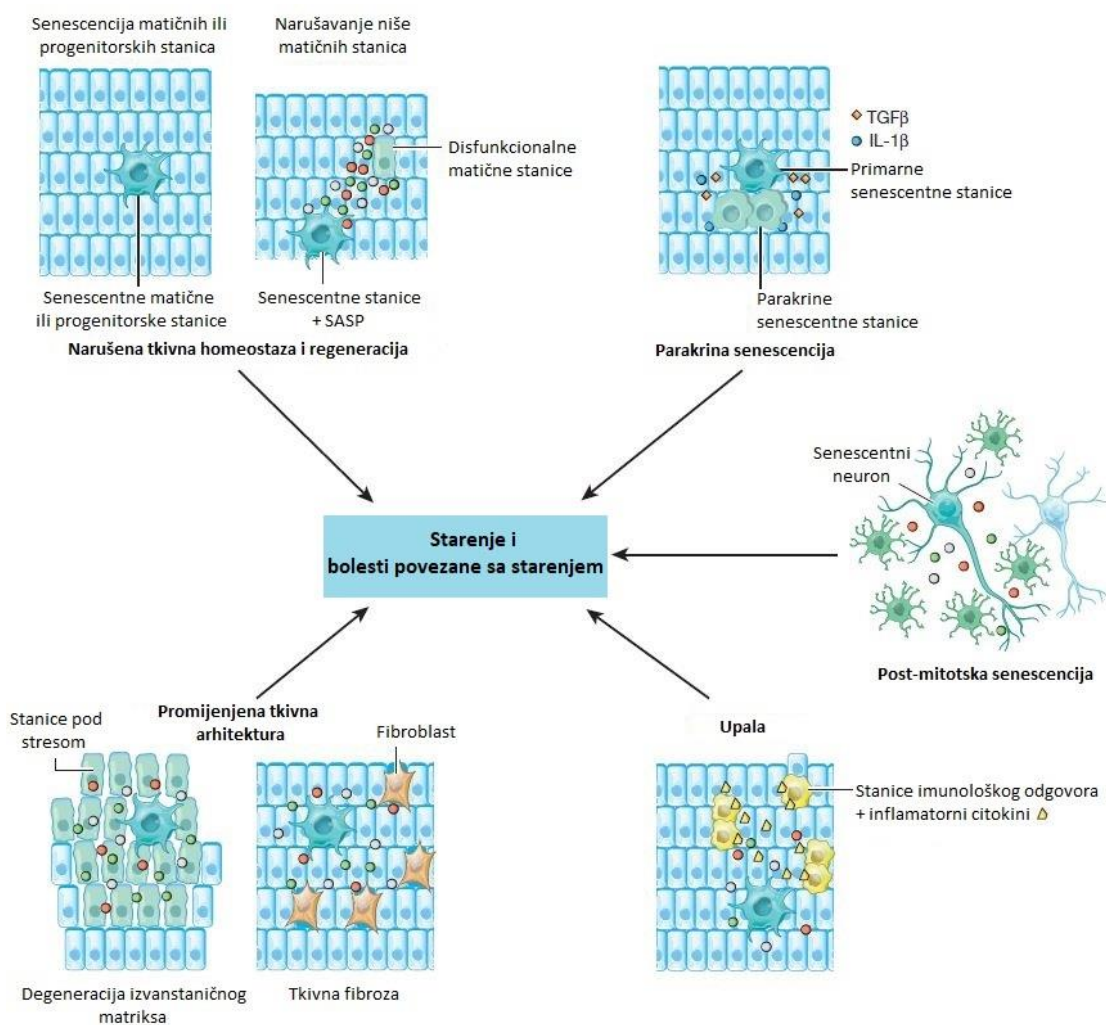 Senescencija matičnih ili
progenitorskih stanica
Narušavanje niše
matičnih stanica
Disfunkcionalne
matične stanice
Senescentne matične
ili progenitorske stanice
Senescentne stanice
+ SASP
Narušena tkivna homeostaza i regeneracija
TGFβ
IL-1β
Primarne
senescentne stanice
Parakrine
senescentne stanice
Parakrina senescencija
Senescentni
neuron
Post-mitotska senescencija
Starenje i
bolesti povezane sa starenjem
Promijenjena tkivna
arhitektura
Stanice pod
stresom
Fibroblast
Degeneracija izvanstaničnog
matriksa
Tkivna fibroza
Upala
Stanice imunološkog odgovora
+ inflamatorni citokini